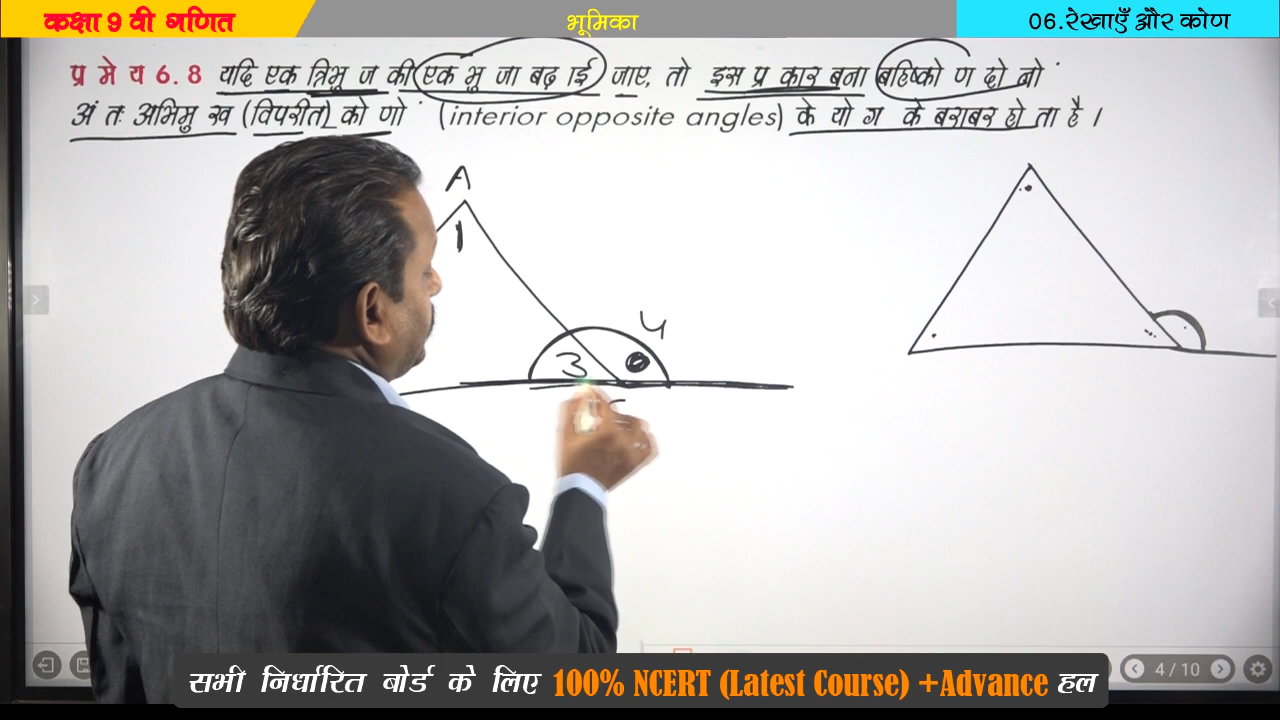 कक्षा 9 वी गणित
भूमिका
06.रेखाएँ और कोण
प्रमेय 6.8 यदि एक त्रिभुज की एक भुजा बढ़ाई जाए, तो इस प्रकार बना बहिष्कोण दोनों
अंतः अभिमुख (विपरीत) कोणों (interior opposite angles) के योग के बराबर होता है।
A
1
4
3
4 / 10
सभी निर्धारित बोर्ड के लिए 100% NCERT (Latest Course) +Advance हल